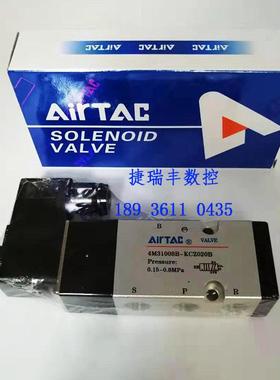 AirTAC
SOLENOID
VALVE
捷瑞丰数控
189 3611 0435
B
AirTAC ® VALVE
4M31008B-KCZ020B
Pressure:
0.15-0.8MPa
S P R